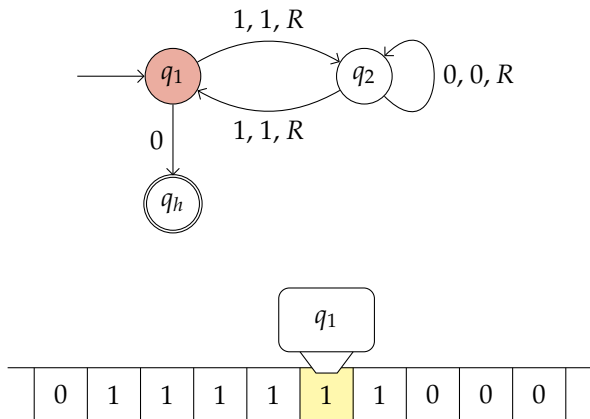 1, 1, R
q1 q2 0, 0, R
1, 1, R
0
qh
q1
0 1 1 1 1 1 1 0 0 0